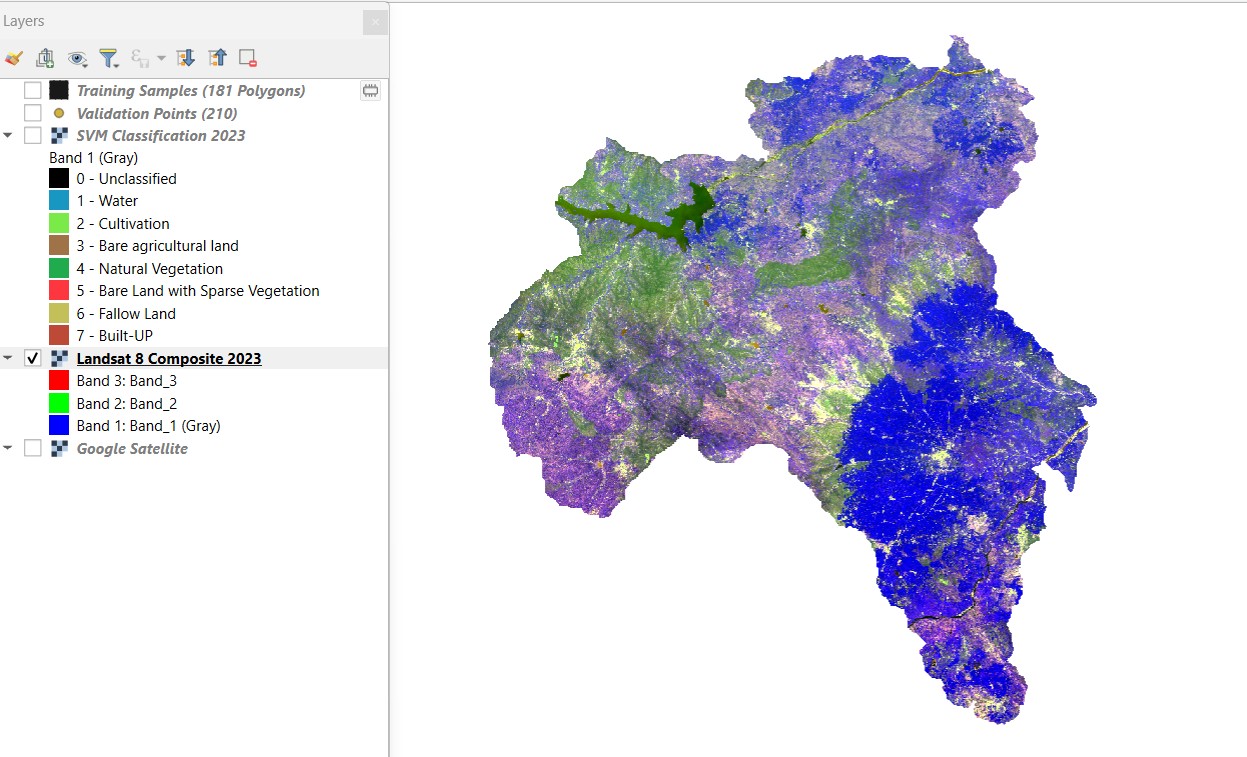 Layers
Training Samples (181 Polygons)
Validation Points (210)
SVM Classification 2023
Band 1 (Gray)
0 - Unclassified
1 - Water
2 - Cultivation
3 - Bare agricultural land
4 - Natural Vegetation
5 - Bare Land with Sparse Vegetation
6 - Fallow Land
7 - Built-UP
Landsat 8 Composite 2023
Band 3: Band_3
Band 2: Band_2
Band 1: Band_1 (Gray)
Google Satellite